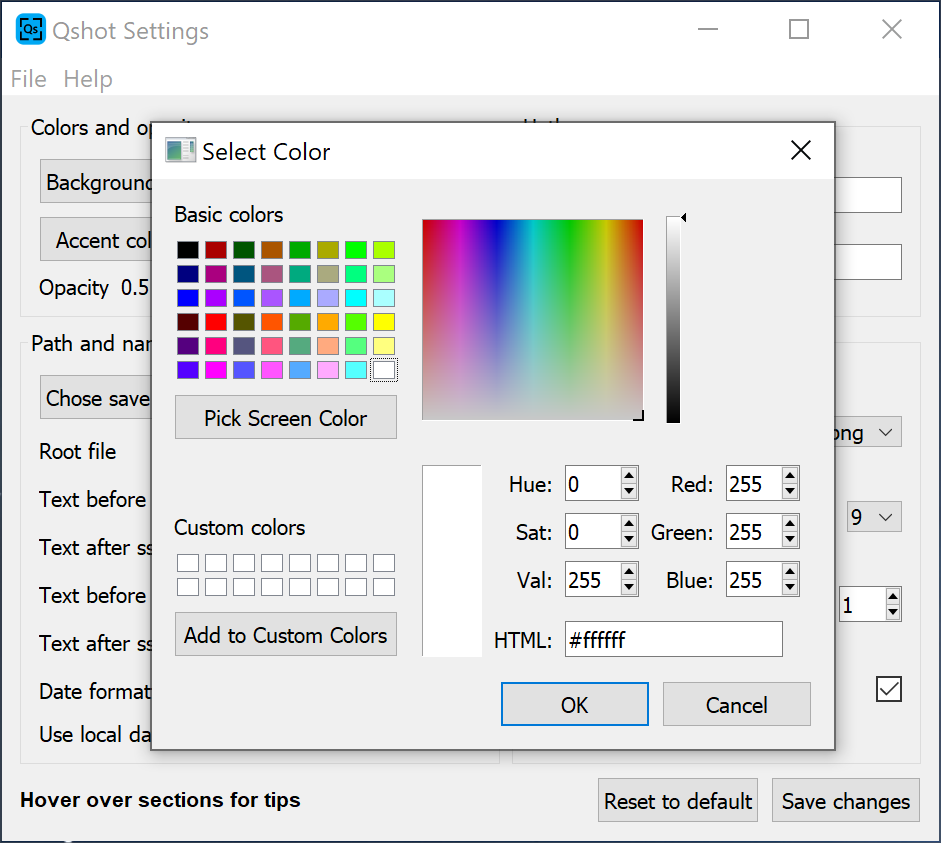 Qs Qshot Settings
File Help
Colors and
Background
Accent col
Opacity 0.5
Path and nar
Chose save
Root file
Text before
Text after ss
Text before
Text after ss
Date format
Use local da
Select Color
Basic colors
Pick Screen Color
Custom colors
Add to Custom Colors
Hue: 0 Red: 255
Sat: 0 Green: 255
Val: 255 Blue: 255
HTML: #ffffff
OK Cancel
ong
9
1
Hover over sections for tips
Reset to default Save changes